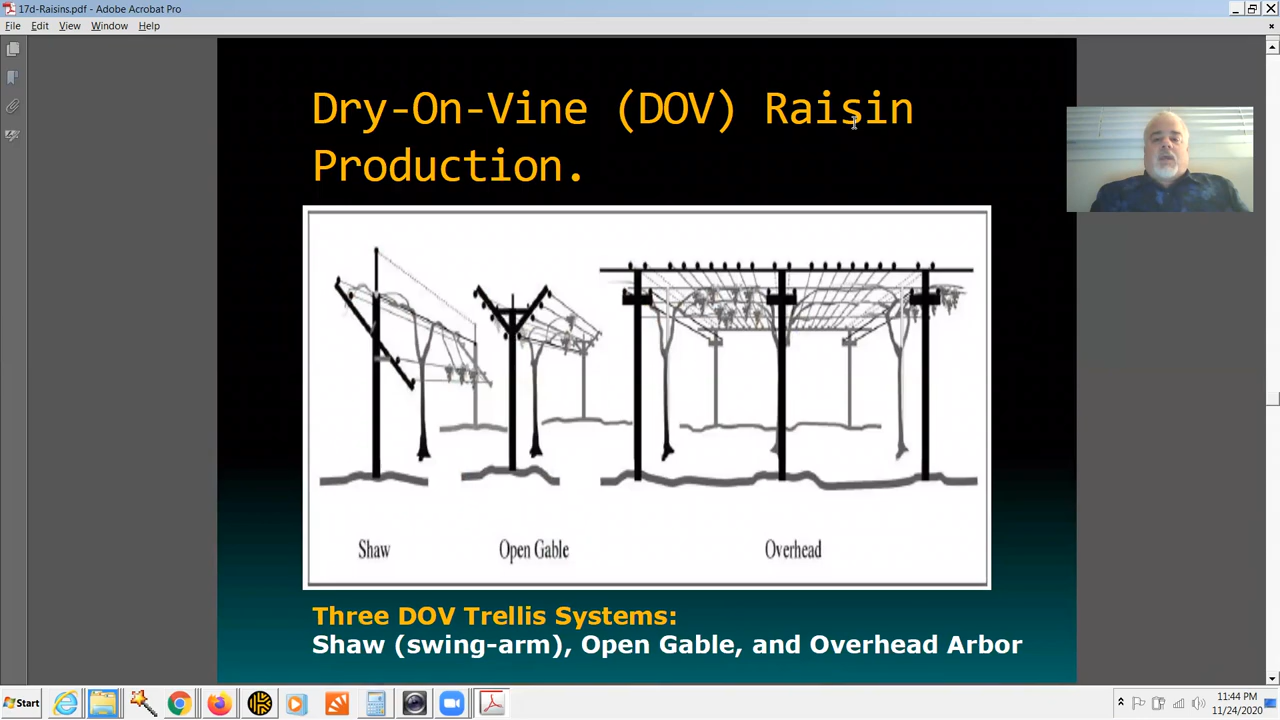 17d-Raisins.pdf - Adobe Acrobat Pro
File Edit View Window Help
Dry-On-Vine (DOV) Raisin
Production.
Shaw Open Gable Overhead
Three DOV Trellis Systems:
Shaw (swing-arm), Open Gable, and Overhead Arbor
Start
11:44 PM
11/24/2020